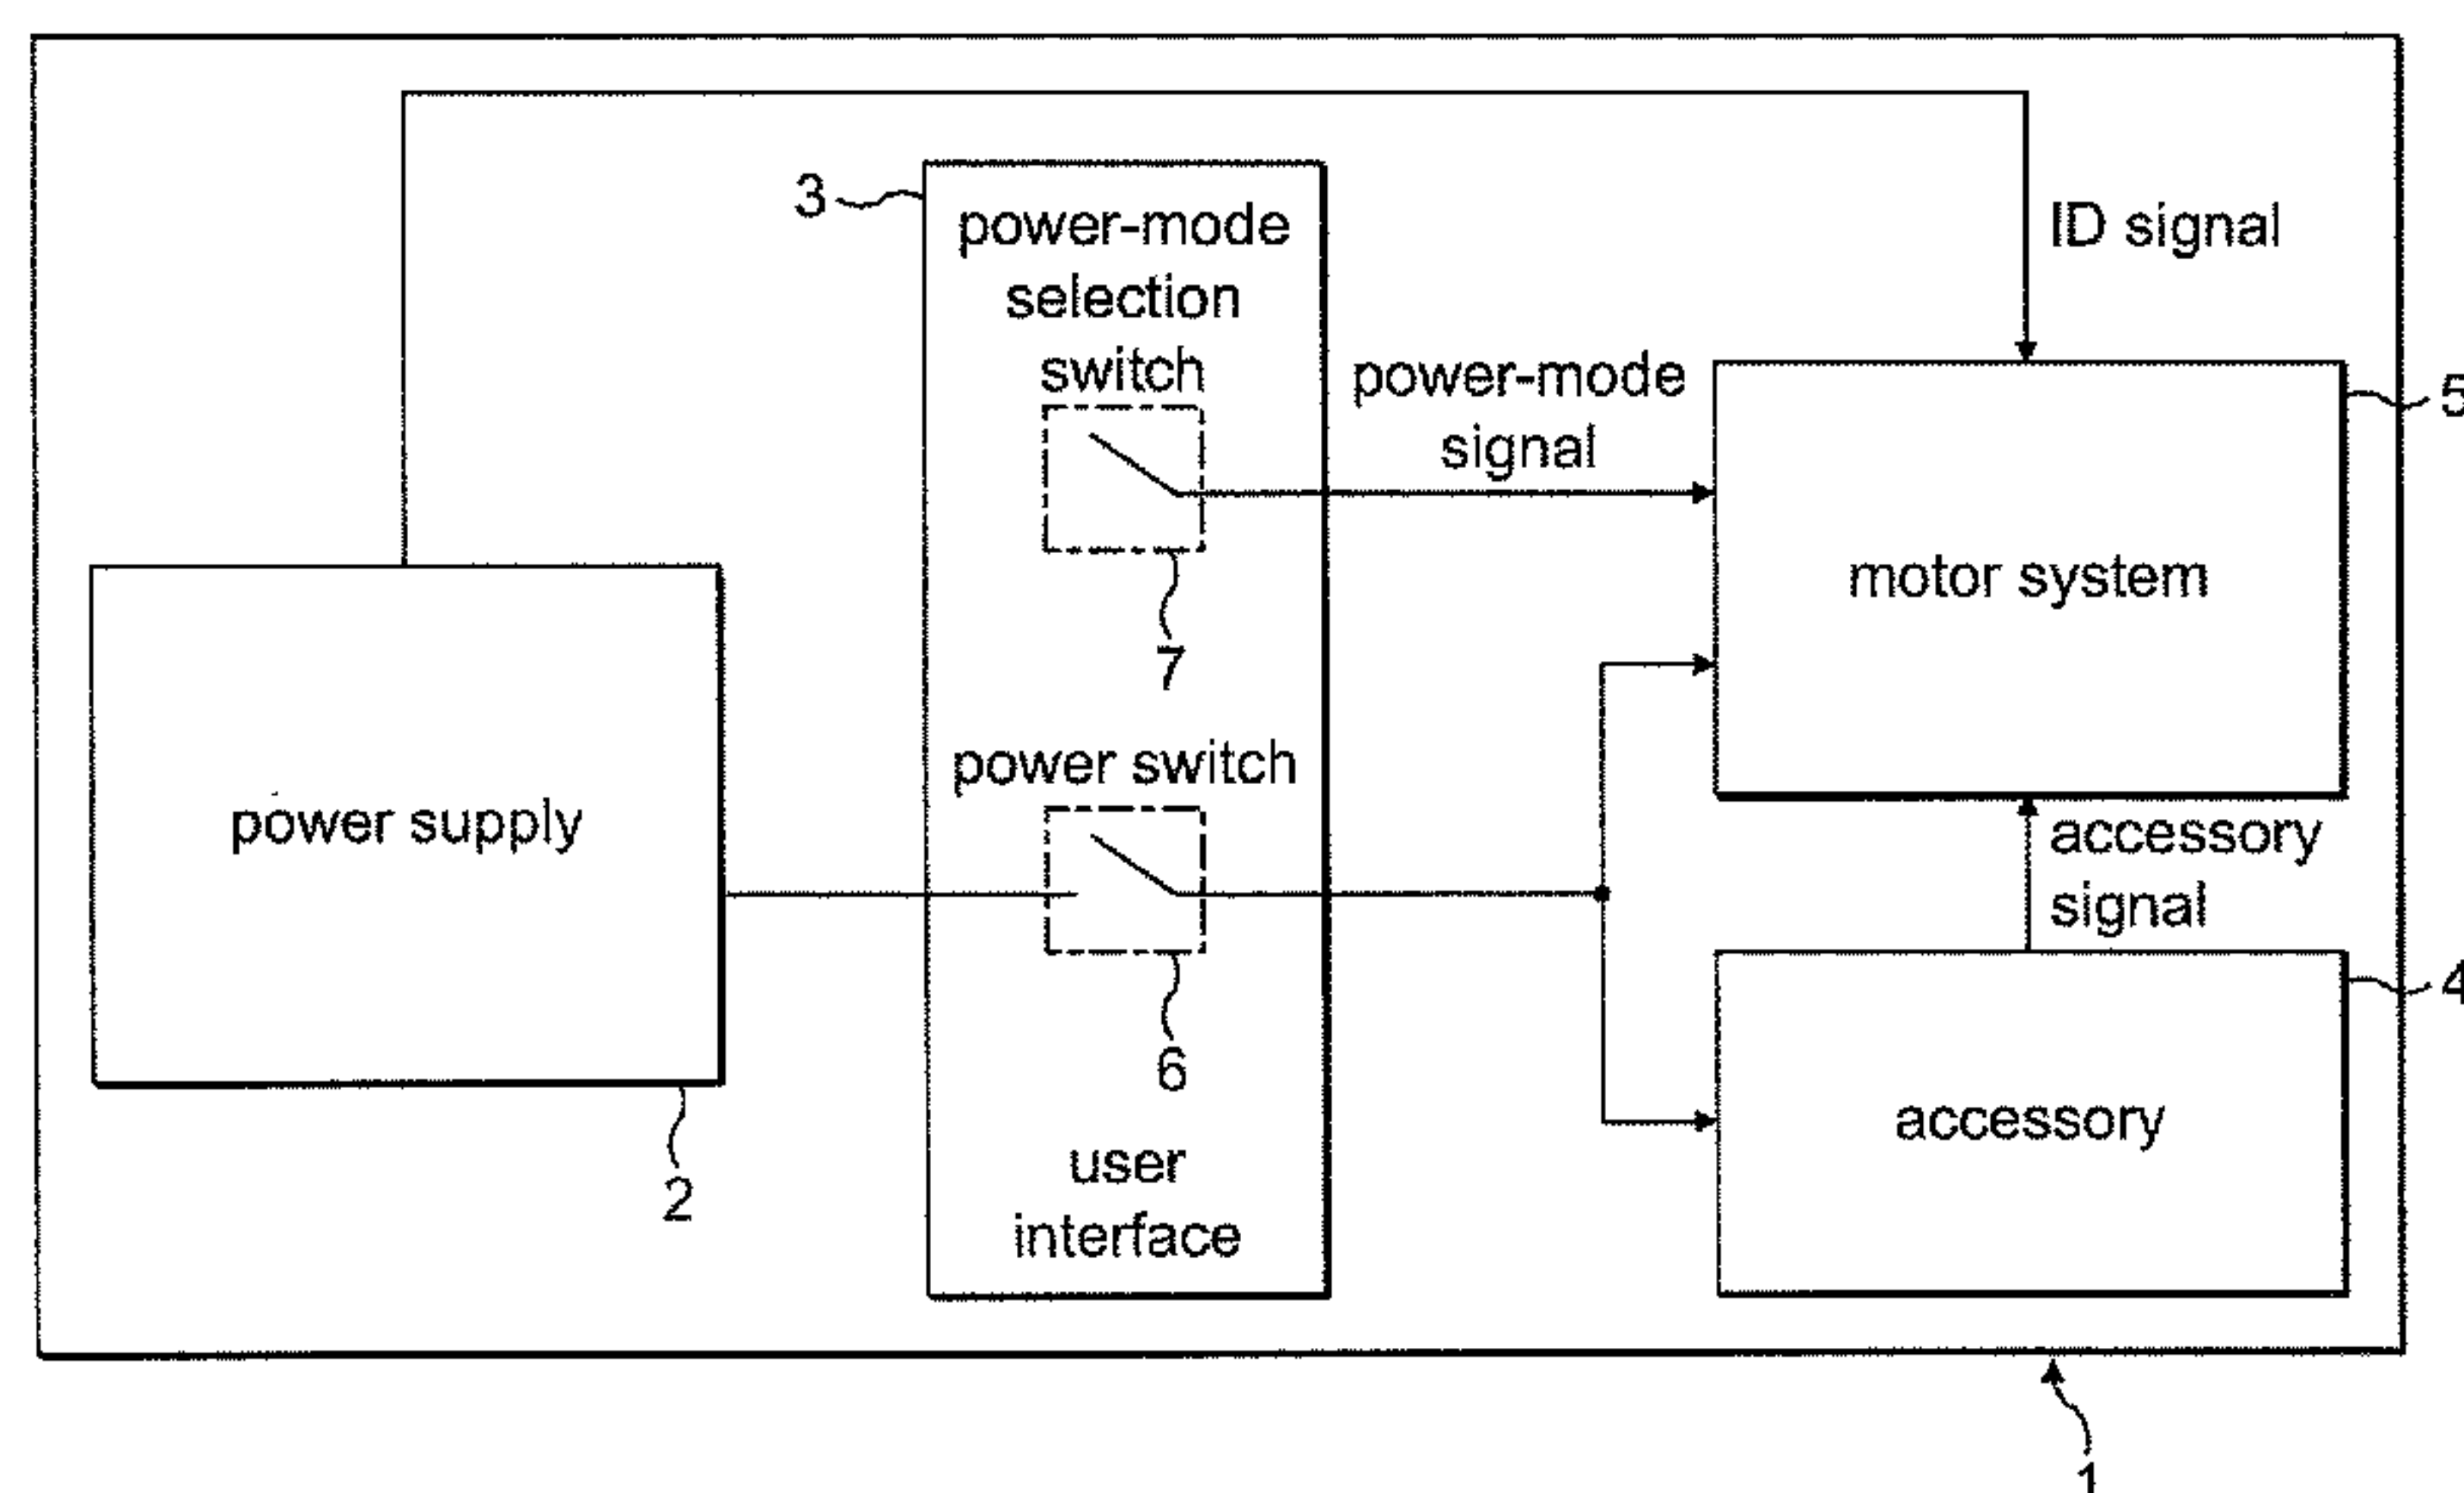 3
power-mode
selection
switch
7
power switch
6
user
interface
power supply
2
power-mode
signal
ID signal
motor system
5
accessory
signal
accessory
4
1